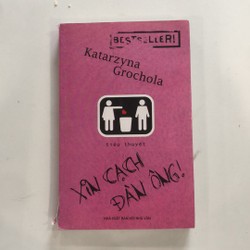 BESTSELLER!
Katarzyna
Grochola
tiểu thuyết
XIN CẠCH
ĐÀN ÔNG!